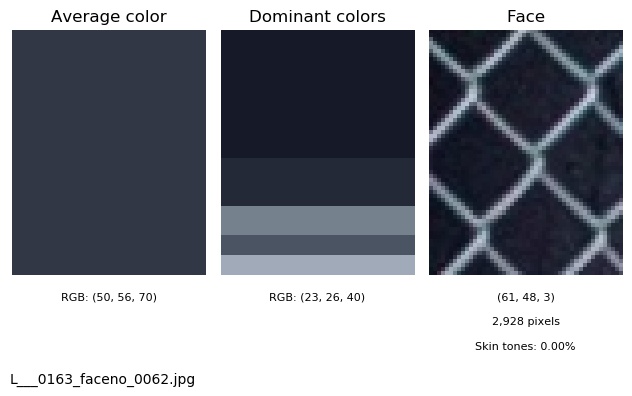 Average color
Dominant colors
Face
RGB: (50, 56, 70)
RGB: (23, 26, 40)
(61, 48, 3)
2,928 pixels
Skin tones: 0.00%
L___0163_faceno_0062.jpg